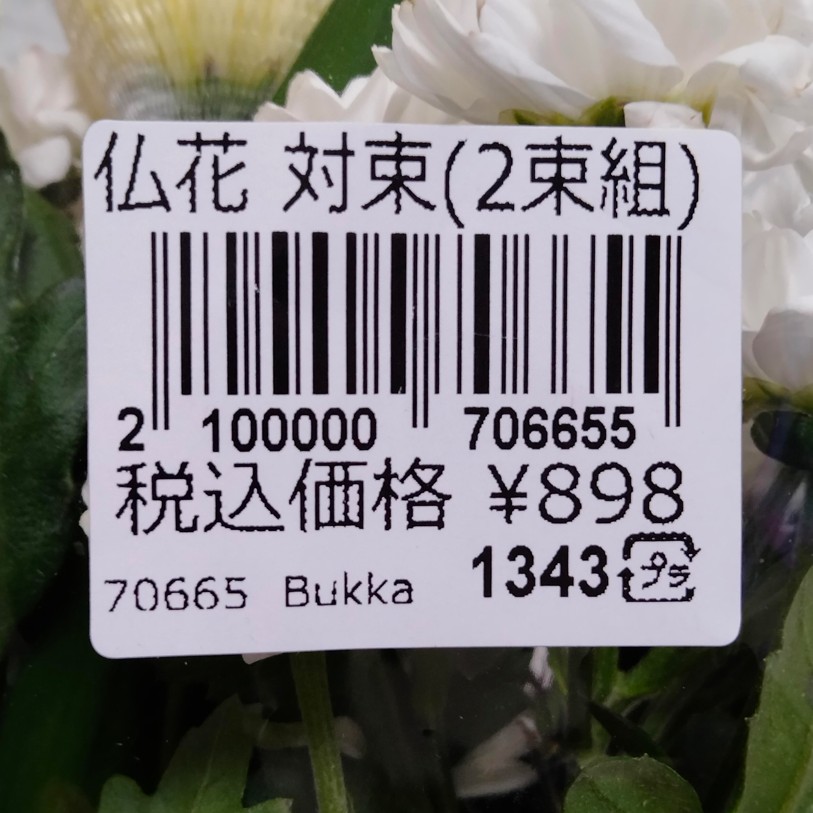 仏花 対束(2束組)
2 100000 706655
税込価格 ¥898
1343 プラ
70665 Bukka